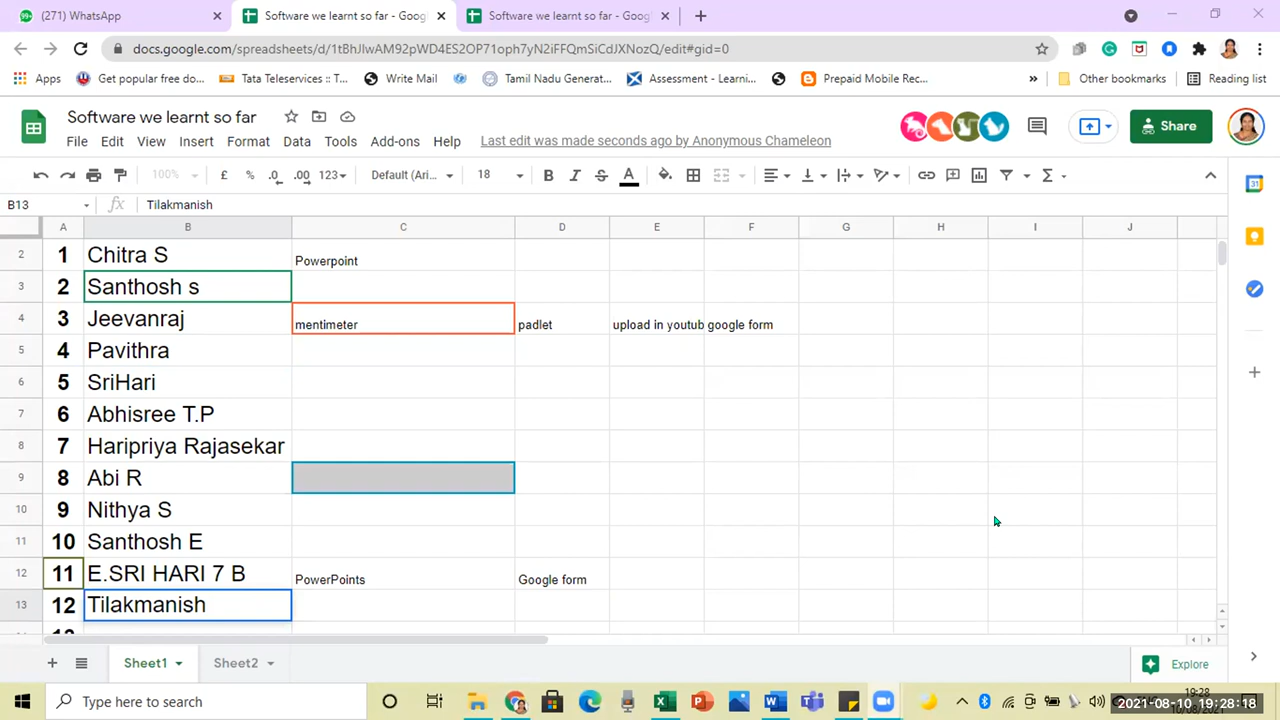 (271) WhatsApp
Software we learnt so far - Goog
Software we learnt so far - Google
docs.google.com/spreadsheets/d/1tBhJlwAM92pWD4ES2OP71oph7yN2iFFQmSiCdJXNozQ/edit#gid=0
Apps Get popular free do... Tata Teleservices :: T... Write Mail Tamil Nadu Generat... Assessment - Learni... Prepaid Mobile Rec... » Other bookmarks Reading list
Software we learnt so far
Share
File Edit View Insert Format Data Tools Add-ons Help Last edit was made seconds ago by Anonymous Chameleon
100% £ % .0 .00 123 Default (Ari... 18 B I S A Σ
B13 fx Tilakmanish
A B C D E F G H I J
2 1 Chitra S Powerpoint
3 2 Santhosh s
4 3 Jeevanraj mentimeter padlet upload in youtub google form
5 4 Pavithra
6 5 SriHari
7 6 Abhisree T.P
8 7 Haripriya Rajasekar
9 8 Abi R
10 9 Nithya S
11 10 Santhosh E
12 11 E.SRI HARI 7 B PowerPoints Google form
13 12 Tilakmanish
Sheet1 Sheet2 Explore
Type here to search
19:28
2021-08-10 19:28:18